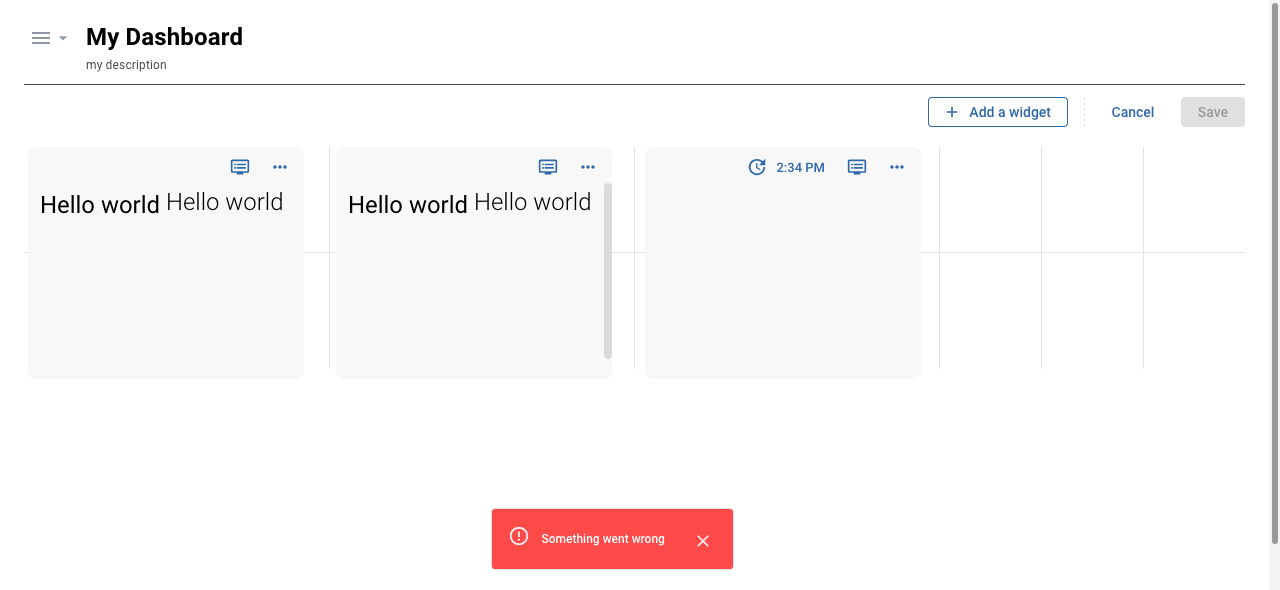 My Dashboard
my description
Add a widget
Cancel
Save
Hello world Hello world
Hello world Hello world
2:34 PM
Something went wrong